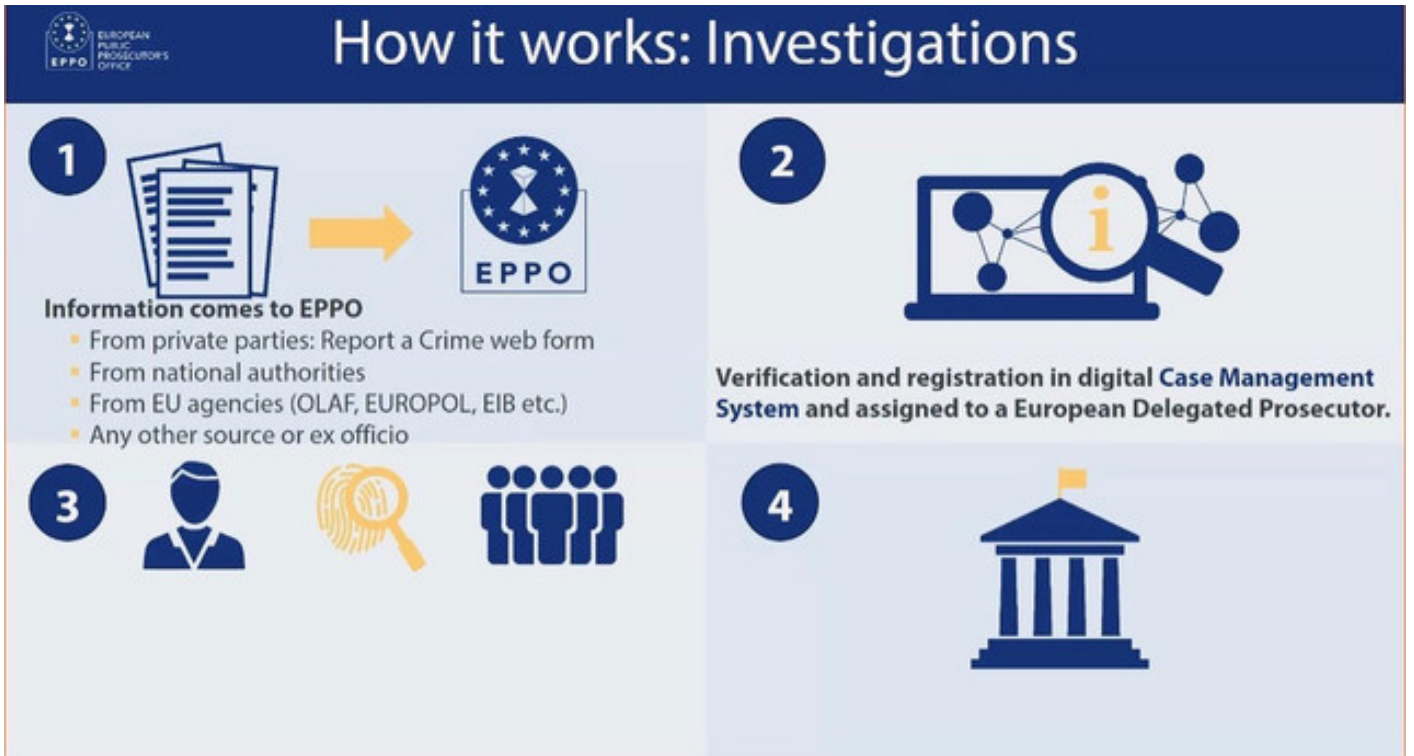 EUROPEAN
PUBLIC
PROSECUTOR'S
OFFICE
EPPO
How it works: Investigations
1
EPPO
Information comes to EPPO
From private parties: Report a Crime web form
From national authorities
From EU agencies (OLAF, EUROPOL, EIB etc.)
Any other source or ex officio
2
i
Verification and registration in digital Case Management
System and assigned to a European Delegated Prosecutor.
3
4